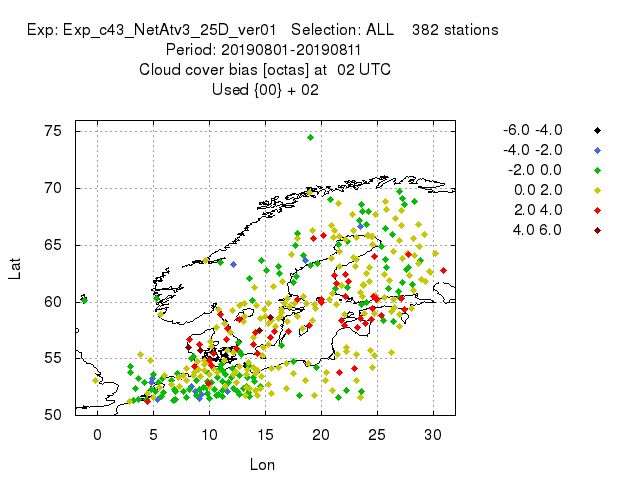 Exp: Exp_c43_NetAtv3_25D_ver01 Selection: ALL 382 stations
Period: 20190801-20190811
Cloud cover bias [octas] at 02 UTC
Used {00} + 02
-6.0 -4.0
-4.0 -2.0
-2.0 0.0
0.0 2.0
2.0 4.0
4.0 6.0
75
70
65
60
55
50
Lat
0 5 10 15 20 25 30
Lon